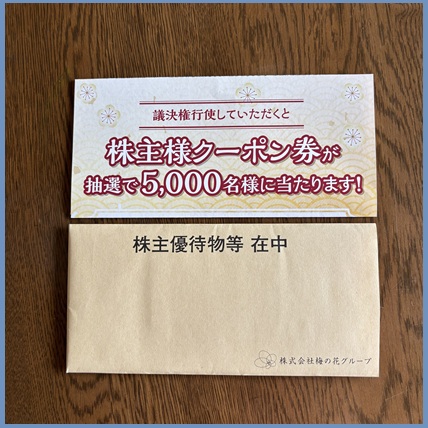 議決権行使していただくと
株主様クーポン券が
抽選で5,000名様に当たります!
株主優待物等 在中
株式会社梅の花グループ